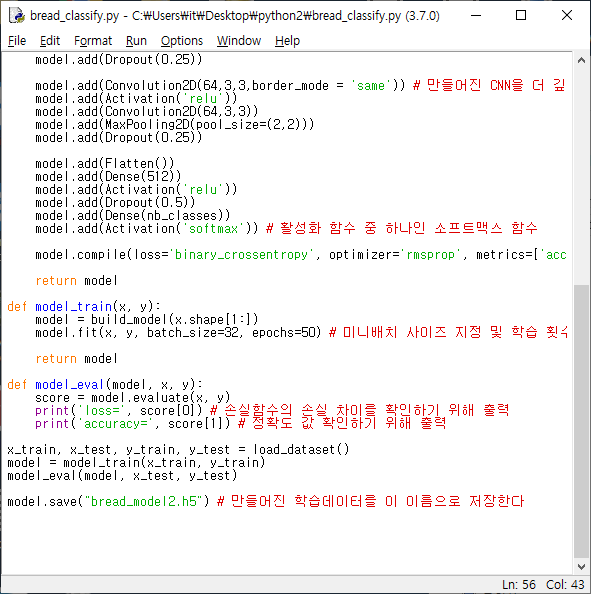 bread_classify.py - C:₩Users₩it₩Desktop₩python2₩bread_classify.py (3.7.0)
File Edit Format Run Options Window Help
    model.add(Dropout(0.25))

    model.add(Convolution2D(64,3,3,border_mode = 'same')) # 만들어진 CNN을 더 깊
    model.add(Activation('relu'))
    model.add(Convolution2D(64,3,3))
    model.add(MaxPooling2D(pool_size=(2,2)))
    model.add(Dropout(0.25))

    model.add(Flatten())
    model.add(Dense(512))
    model.add(Activation('relu'))
    model.add(Dropout(0.5))
    model.add(Dense(nb_classes))
    model.add(Activation('softmax')) # 활성화 함수 중 하나인 소프트맥스 함수

    model.compile(loss='binary_crossentropy', optimizer='rmsprop', metrics=['acc

    return model

def model_train(x, y):
    model = build_model(x.shape[1:])
    model.fit(x, y, batch_size=32, epochs=50) # 미니배치 사이즈 지정 및 학습 횟수

    return model

def model_eval(model, x, y):
    score = model.evaluate(x, y)
    print('loss=', score[0]) # 손실함수의 손실 차이를 확인하기 위해 출력
    print('accuracy=', score[1]) # 정확도 값 확인하기 위해 출력

x_train, x_test, y_train, y_test = load_dataset()
model = model_train(x_train, y_train)
model_eval(model, x_test, y_test)

model.save("bread_model2.h5") # 만들어진 학습데이터를 이 이름으로 저장한다
Ln: 56 Col: 43